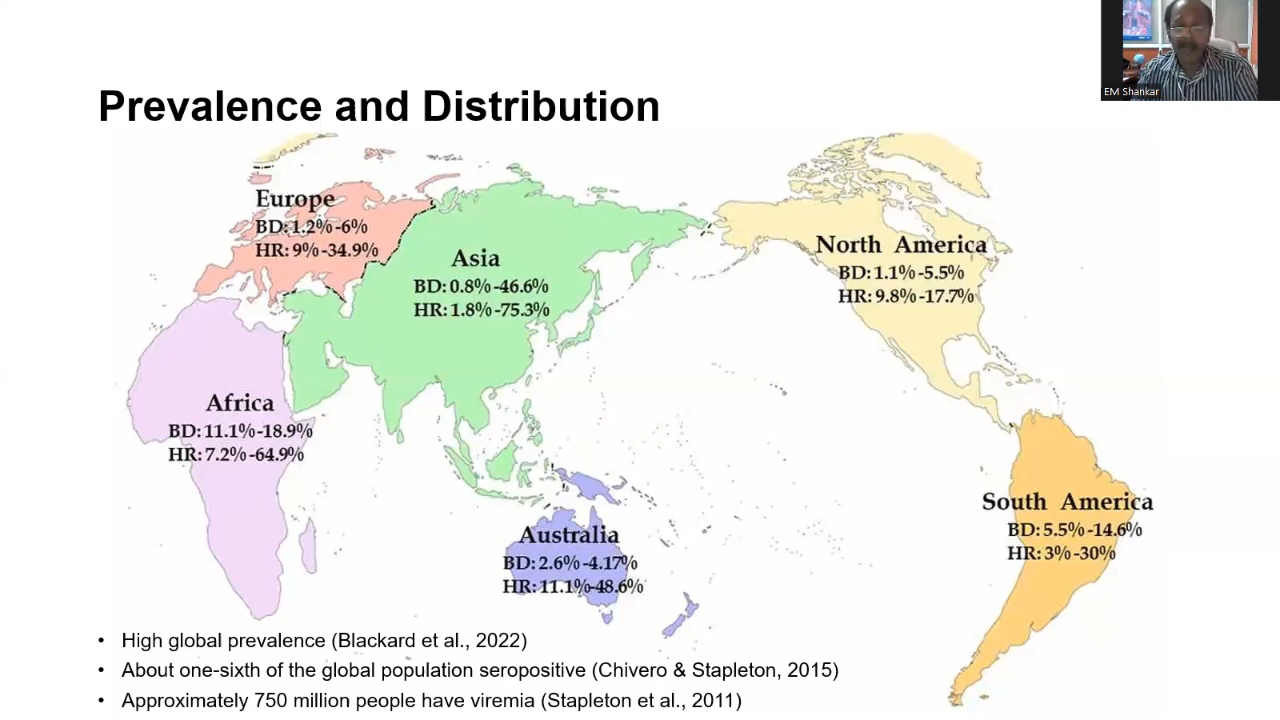 EM Shankar
Prevalence and Distribution
Europe
BD: 1.2% -6%
HR: 9% -34.9%
Asia
BD: 0.8% -46.6%
HR: 1.8% -75.3%
North America
BD: 1.1% -5.5%
HR: 9.8% -17.7%
Africa
BD: 11.1% -18.9%
HR: 7.2% -64.9%
South America
BD: 5.5% -14.6%
HR: 3% -30%
Australia
BD: 2.6% -4.17%
HR: 11.1% -48.6%
• High global prevalence (Blackard et al., 2022)
• About one-sixth of the global population seropositive (Chivero & Stapleton, 2015)
• Approximately 750 million people have viremia (Stapleton et al., 2011)